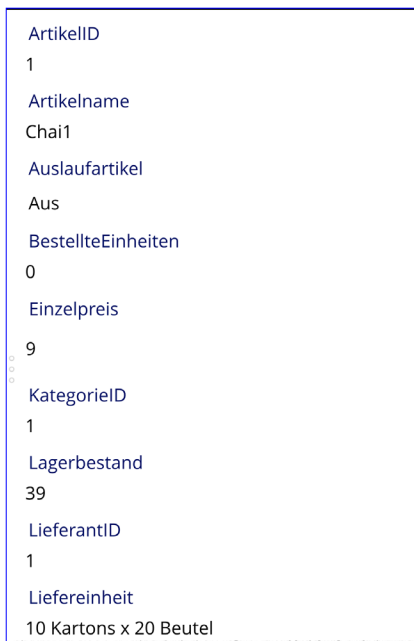 ArtikelID
1
Artikelname
Chai1
Auslaufartikel
Aus
BestellteEinheiten
0
Einzelpreis
9
KategorieID
1
Lagerbestand
39
LieferantID
1
Liefereinheit
10 Kartons x 20 Beutel